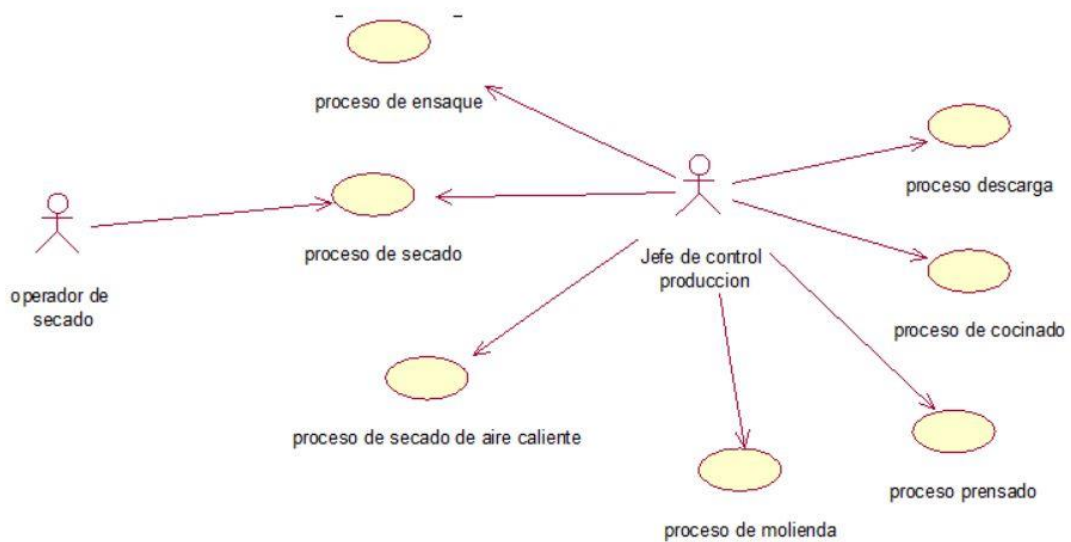 proceso de ensaque
proceso descarga
proceso de secado
Jefe de control
produccion
operador de
secado
proceso de cocinado
proceso de secado de aire caliente
proceso prensado
proceso de molienda